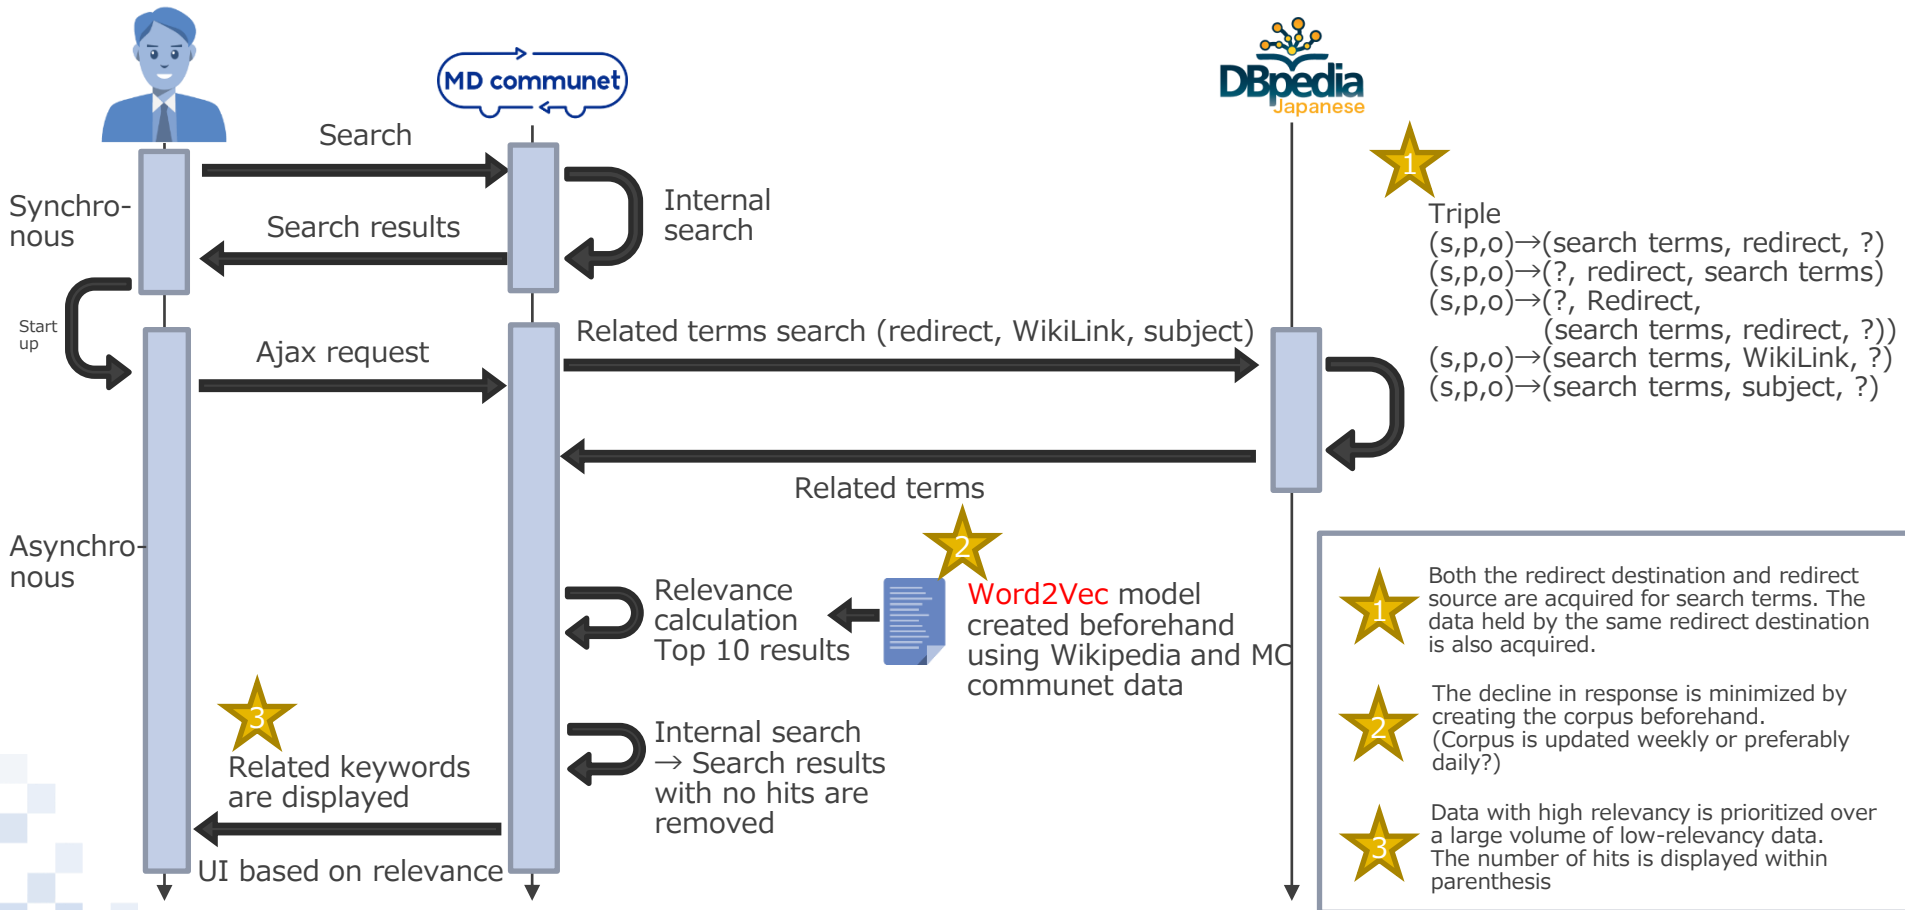 MD communet
DBpedia
Japanese
Search
Synchro-
nous
Search results
Internal
search
1
Triple
(s,p,o)→(search terms, redirect, ?)
(s,p,o)→(?, redirect, search terms)
(s,p,o)→(?, Redirect,
(search terms, redirect, ?))
(s,p,o)→(search terms, WikiLink, ?)
(s,p,o)→(search terms, subject, ?)
Start
up
Ajax request
Related terms search (redirect, WikiLink, subject)
Related terms
Asynchro-
nous
2
Relevance
calculation
Top 10 results
Word2Vec model
created beforehand
using Wikipedia and MC
communet data
3
Related keywords
are displayed
Internal search
→ Search results
with no hits are
removed
UI based on relevance
1
Both the redirect destination and redirect
source are acquired for search terms. The
data held by the same redirect destination
is also acquired.
2
The decline in response is minimized by
creating the corpus beforehand.
(Corpus is updated weekly or preferably
daily?)
3
Data with high relevancy is prioritized over
a large volume of low-relevancy data.
The number of hits is displayed within
parenthesis